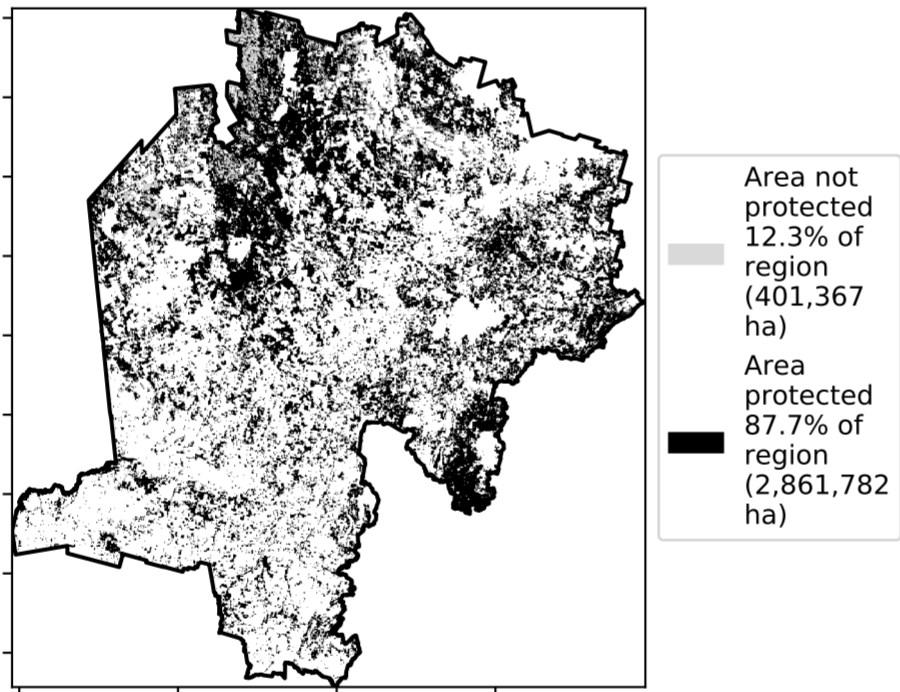 Area not
protected
12.3% of
region
(401,367
ha)
Area
protected
87.7% of
region
(2,861,782
ha)